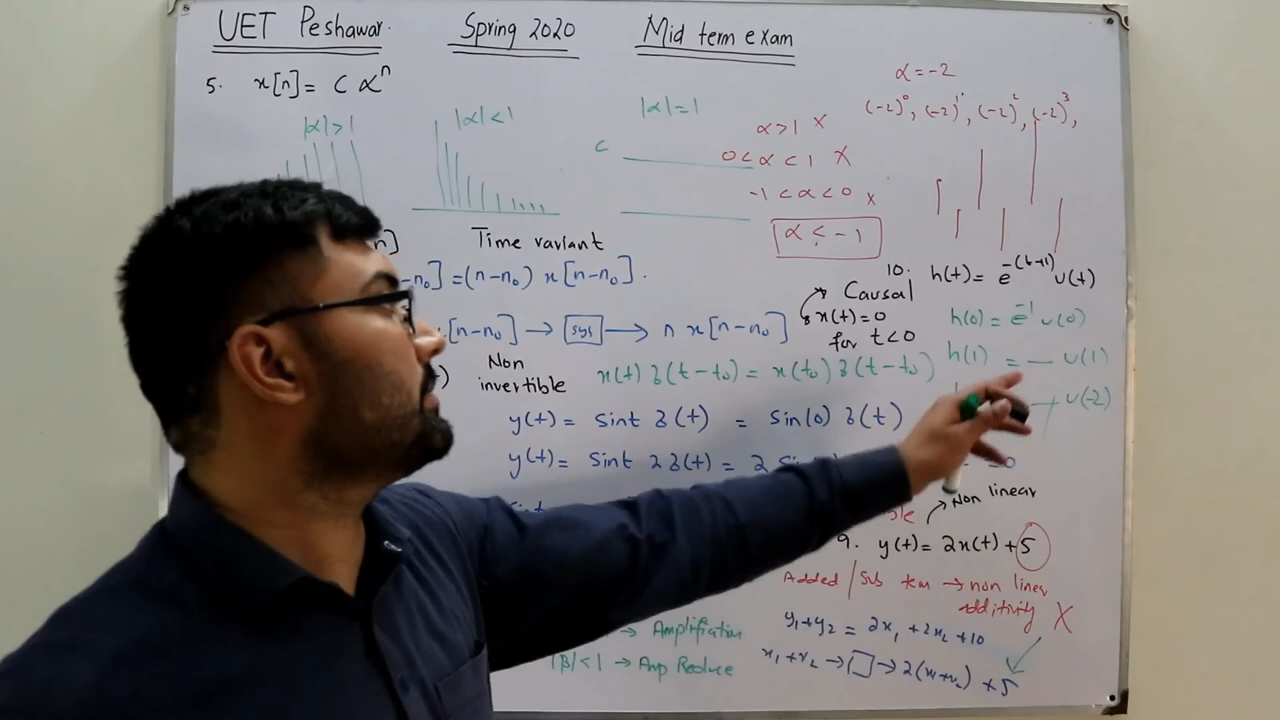 UET Peshawar. Spring 2020 Mid term exam
5. x[n] = C α^n
|α|>1
|α|<1
|α|=1
C
α>1 X
0<α<1 X
-1<α<0 x
α<-1
α=-2
(-2)^0, (-2)^1, (-2)^2, (-2)^3,
n]
Time variant
-n₀] = (n-n₀) x[n-n₀].
[n-n₀] → sys → n x[n-n₀]
Non
invertible
x(t) δ(t-t₀) = x(t₀) δ(t-t₀)
y(t) = sint δ(t) = sin(0) δ(t)
y(t) = sint 2δ(t) = 2
Causal
x(t)=0
for t<0
10. h(t) = e^-(t+1) u(t)
h(0) = e^-1 u(0)
h(1) = — u(1)
u(-2)
=0
Non linear
9. y(t) = 2x(t) +5
Added/Sub term → non linear
additivity X
y₁+y₂ = 2x₁ +2x₂ +10
x₁+x₂ → □ → 2(x₁+x₂) +5
→ Amplification
|B|<1 → Amp Reduce